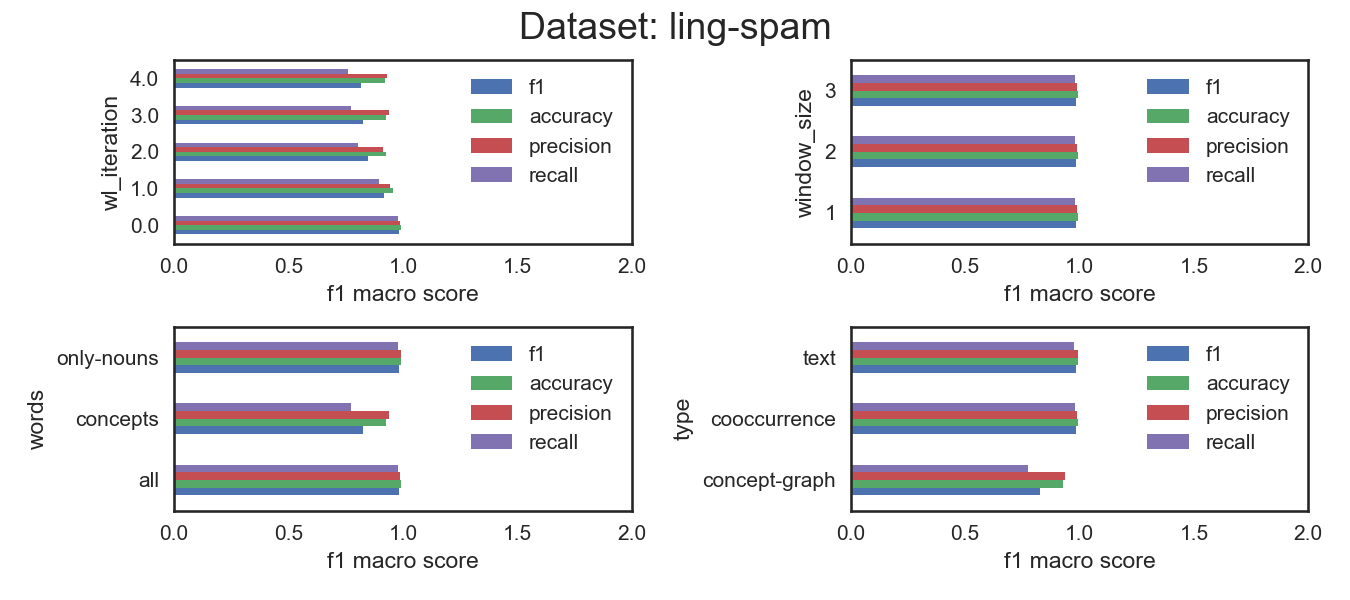 Dataset: ling-spam
wl_iteration
4.0
3.0
2.0
1.0
0.0
f1
accuracy
precision
recall
0.0 0.5 1.0 1.5 2.0
f1 macro score
window_size
3
2
1
f1
accuracy
precision
recall
0.0 0.5 1.0 1.5 2.0
f1 macro score
words
only-nouns
concepts
all
f1
accuracy
precision
recall
0.0 0.5 1.0 1.5 2.0
f1 macro score
type
text
cooccurrence
concept-graph
f1
accuracy
precision
recall
0.0 0.5 1.0 1.5 2.0
f1 macro score